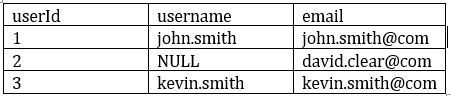 userId username email
1 john.smith john.smith@com
2 NULL david.clear@com
3 kevin.smith kevin.smith@com